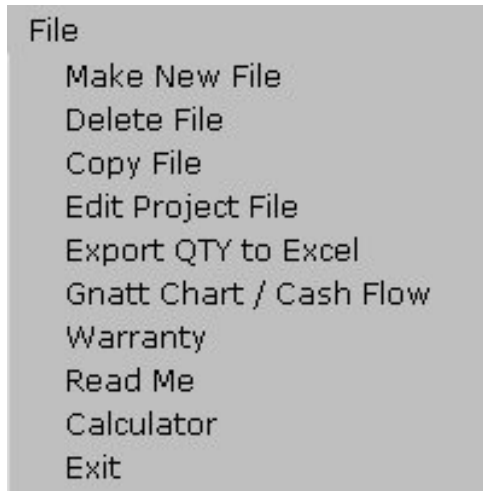 File
Make New File
Delete File
Copy File
Edit Project File
Export QTY to Excel
Gnatt Chart / Cash Flow
Warranty
Read Me
Calculator
Exit